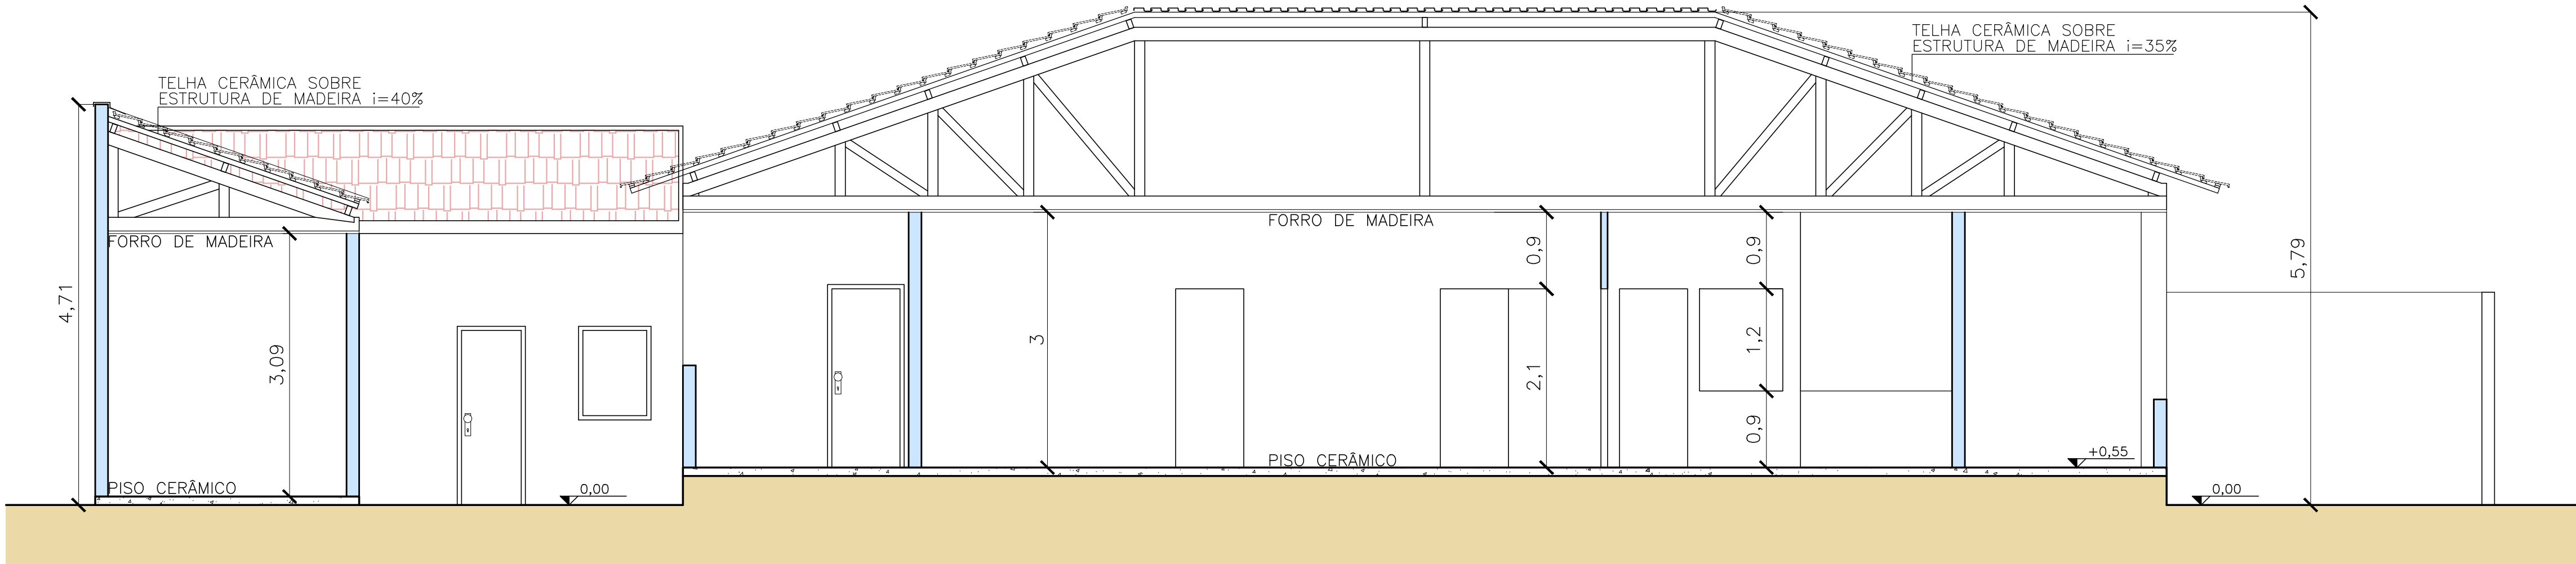 TELHA CERÂMICA SOBRE
ESTRUTURA DE MADEIRA i=35%
TELHA CERÂMICA SOBRE
ESTRUTURA DE MADEIRA i=40%
FORRO DE MADEIRA
FORRO DE MADEIRA
0,9
0,9
5,79
4,71
3,09
3
2,1
1,2
0,9
PISO CERÂMICO
+0,55
PISO CERÂMICO
0,00
0,00